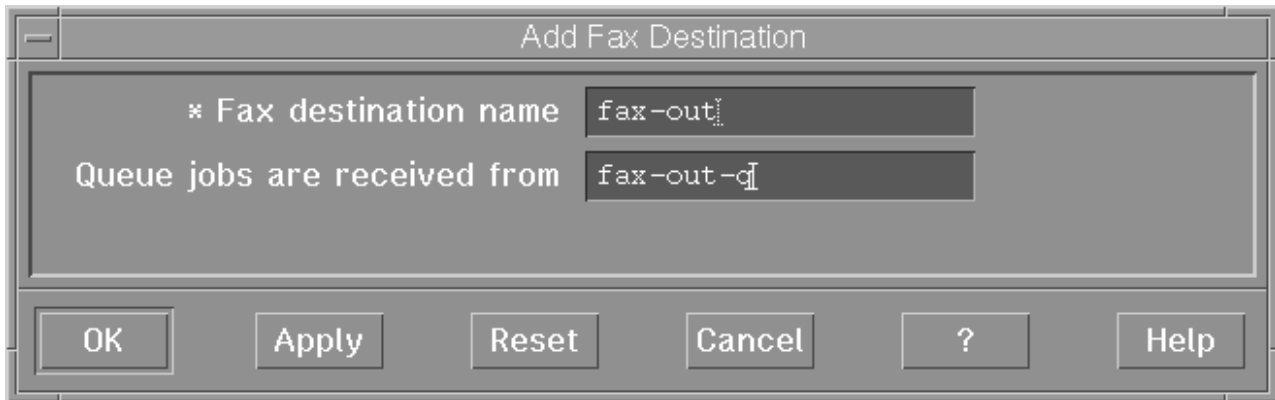 Add Fax Destination
* Fax destination name fax-out
Queue jobs are received from fax-out-q
OK Apply Reset Cancel ? Help